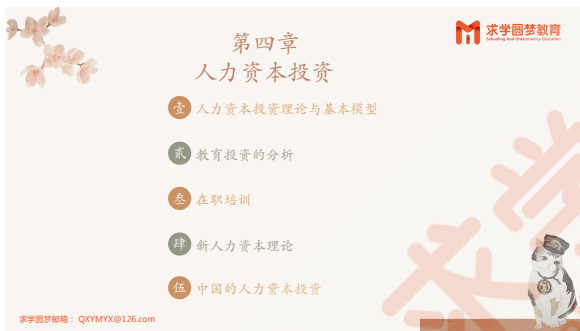 第四章
人力资本投资
求学圆梦教育
Schooling And Oneiromancy Education
壹 人力资本投资理论与基本模型
贰 教育投资的分析
叁 在职培训
肆 新人力资本理论
伍 中国的人力资本投资
求学
求学圆梦邮箱： QXYMYX@126.com